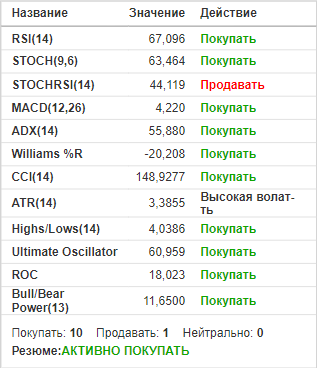 Название Значение Действие
RSI(14) 67,096 Покупать
STOCH(9,6) 63,464 Покупать
STOCHRSI(14) 44,119 Продавать
MACD(12,26) 4,220 Покупать
ADX(14) 55,880 Покупать
Williams %R -20,208 Покупать
CCI(14) 148,9277 Покупать
ATR(14) 3,3855 Высокая волат-
ть
Highs/Lows(14) 4,0386 Покупать
Ultimate Oscillator 60,959 Покупать
ROC 18,023 Покупать
Bull/Bear
Power(13) 11,6500 Покупать
Покупать: 10 Продавать: 1 Нейтрально: 0
Резюме:АКТИВНО ПОКУПАТЬ